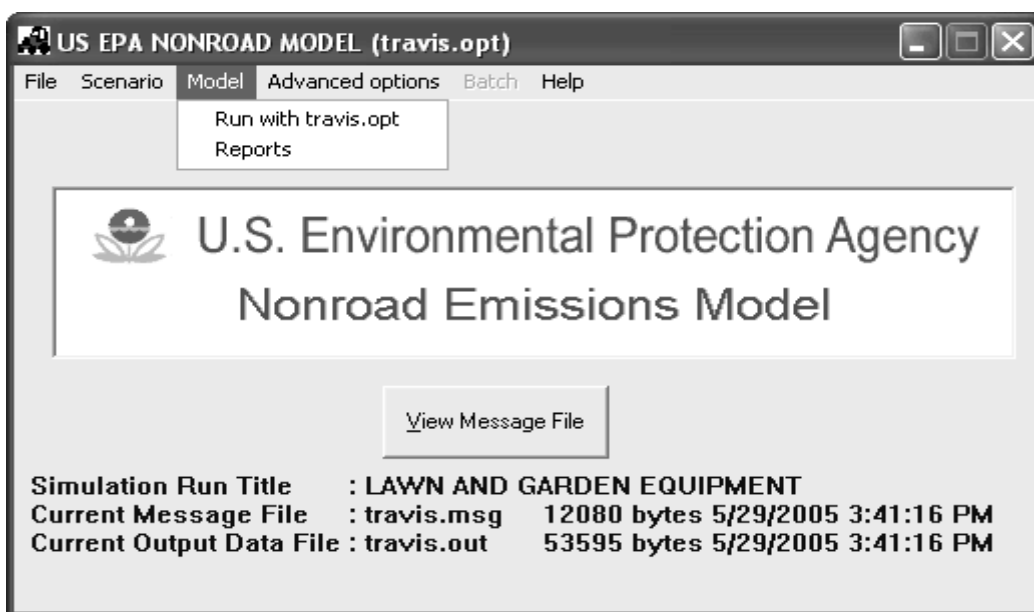 US EPA NONROAD MODEL (travis.opt)
File Scenario Model Advanced options Batch Help
Run with travis.opt
Reports
U.S. Environmental Protection Agency
Nonroad Emissions Model
View Message File
Simulation Run Title : LAWN AND GARDEN EQUIPMENT
Current Message File : travis.msg 12080 bytes 5/29/2005 3:41:16 PM
Current Output Data File : travis.out 53595 bytes 5/29/2005 3:41:16 PM